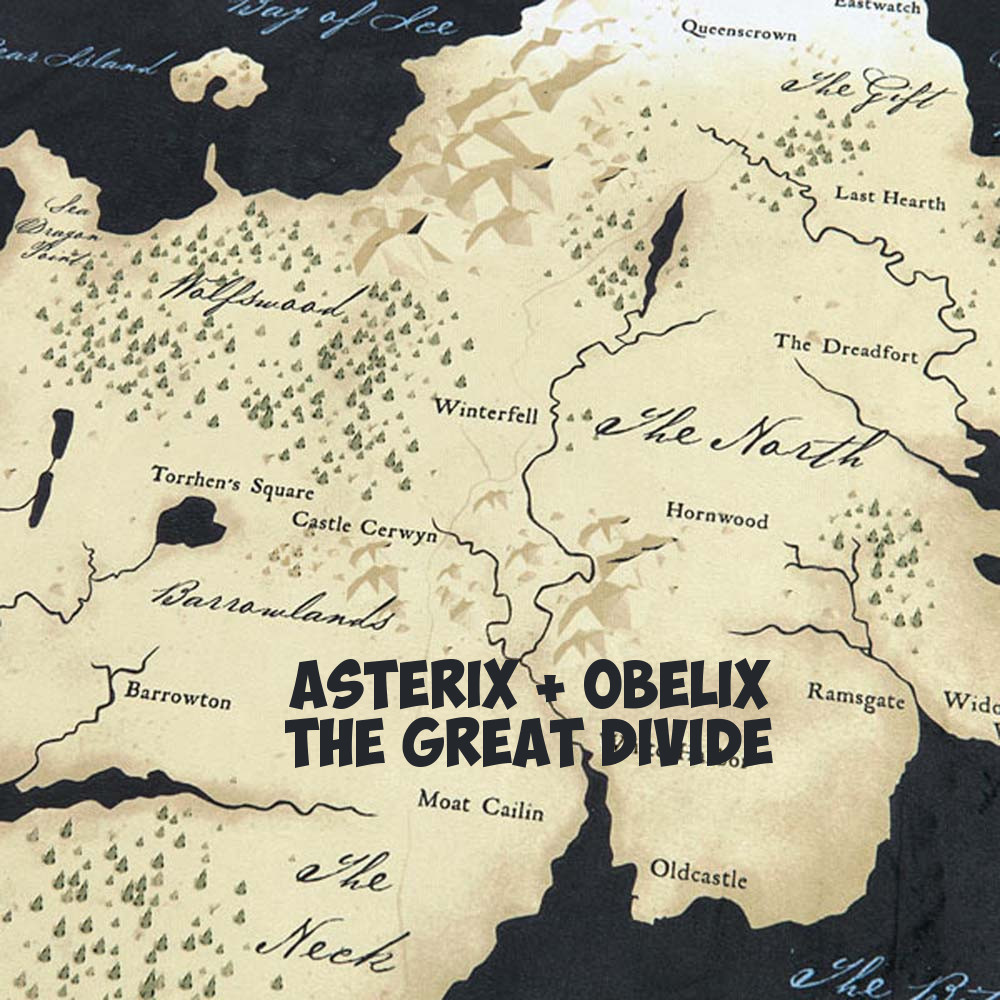 Bay of Ice
Eastwatch
Queenscrown
Bear Island
The Gift
Last Hearth
Sea
Dragon
Point
Wolfswood
The Dreadfort
Winterfell
The North
Torrhen's Square
Castle Cerwyn
Hornwood
Barrowlands
ASTERIX + OBELIX
THE GREAT DIVIDE
Barrowton
Ramsgate
Moat Cailin
Oldcastle
The
Neck
The